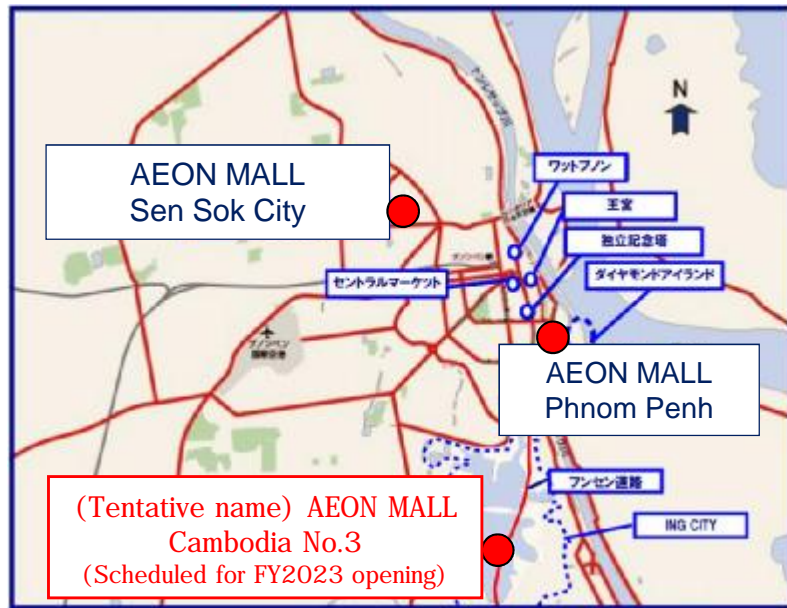 N
ワットフノン
AEON MALL
Sen Sok City
王宮
独立記念塔
セントラルマーケット
ダイヤモンドアイランド
AEON MALL
Phnom Penh
フンセン道路
(Tentative name) AEON MALL
Cambodia No.3
(Scheduled for FY2023 opening)
ING CITY